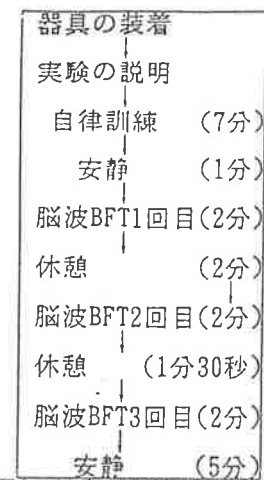 器具の装着
実験の説明
自律訓練 (7分)
安静 (1分)
脳波BFT1回目(2分)
休憩 (2分)
脳波BFT2回目(2分)
休憩 (1分30秒)
脳波BFT3回目(2分)
安静 (5分)